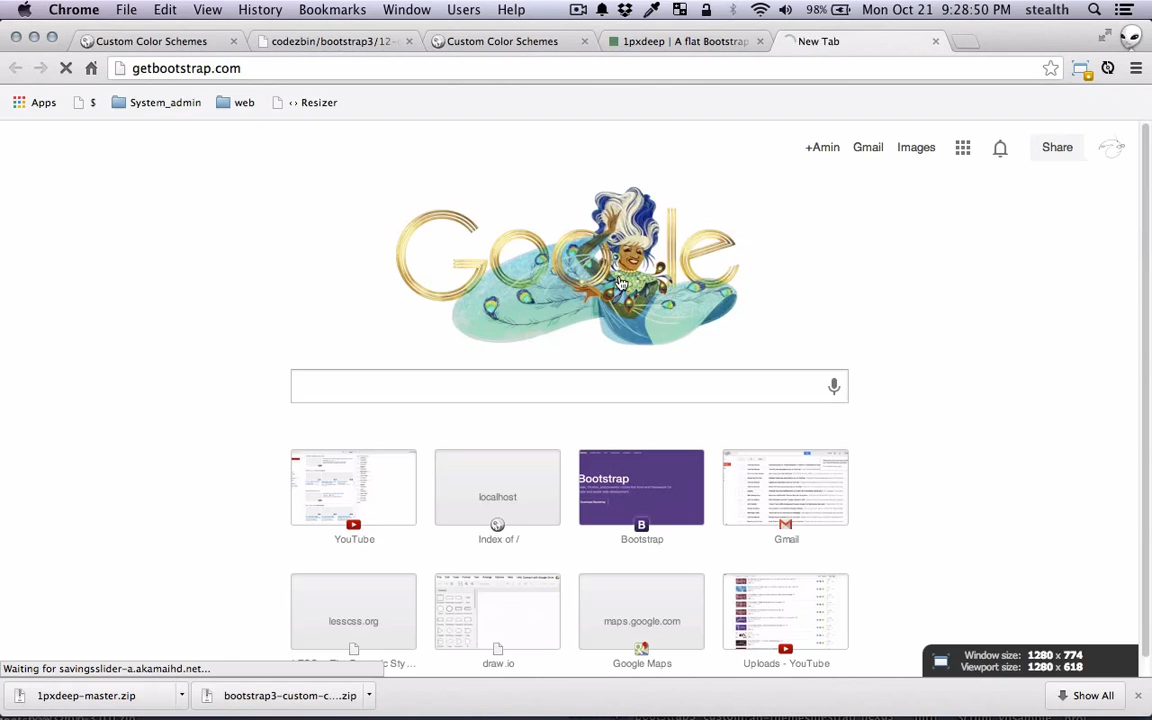 Chrome File Edit View History Bookmarks Window Users Help 98% Mon Oct 21 9:28:50 PM stealth
Custom Color Schemes codezbin/bootstrap3/12- Custom Color Schemes 1pxdeep | A flat Bootstrap New Tab
getbootstrap.com
Apps $ System_admin web ‹› Resizer
+Amin Gmail Images Share
Google
Bootstrap
localhost
YouTube Index of / Bootstrap Gmail
lesscss.org maps.google.com
draw.io Google Maps Uploads - YouTube
Waiting for savingsslider-a.akamaihd.net...
Window size: 1280 x 774
Viewport size: 1280 x 618
1pxdeep-master.zip bootstrap3-custom-c....zip Show All